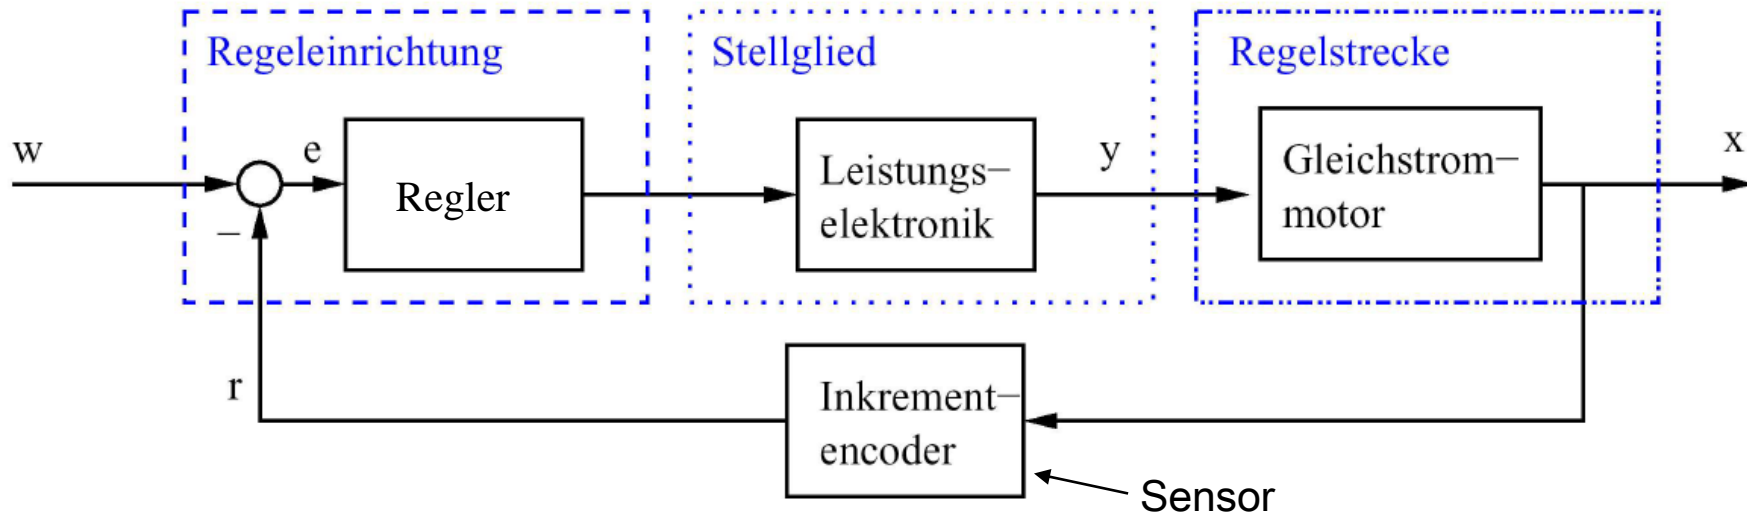 Regeleinrichtung
Stellglied
Regelstrecke
w
e
Regler
Leistungs–
elektronik
y
Gleichstrom–
motor
x
–
r
Inkrement–
encoder
Sensor